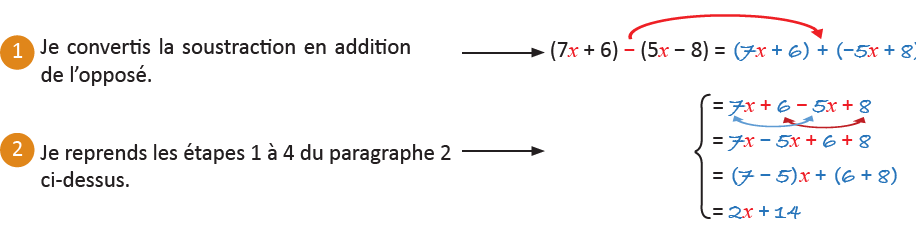 1 Je convertis la soustraction en addition
de l’opposé.
(7x + 6) − (5x − 8) = (7x + 6) + (−5x + 8)
= 7x + 6 − 5x + 8
2 Je reprends les étapes 1 à 4 du paragraphe 2
ci-dessus.
= 7x − 5x + 6 + 8
= (7 − 5)x + (6 + 8)
= 2x + 14